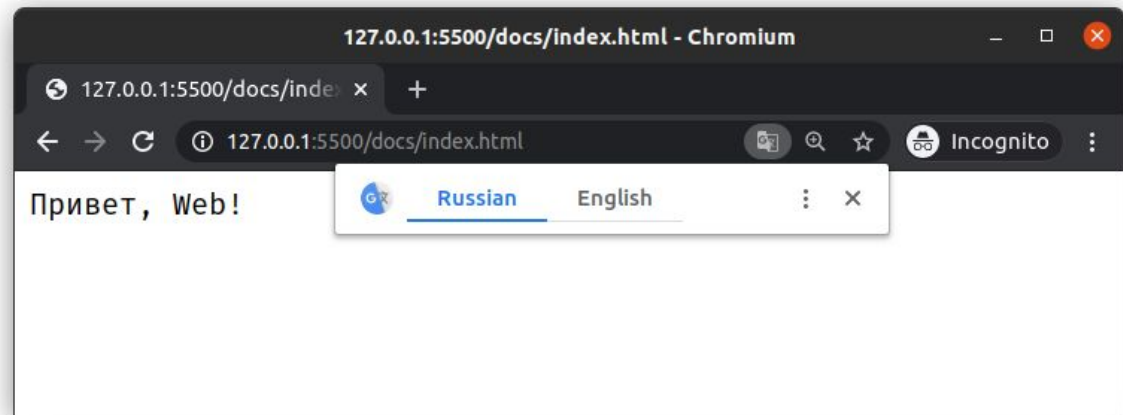 127.0.0.1:5500/docs/index.html - Chromium
127.0.0.1:5500/docs/inde
127.0.0.1:5500/docs/index.html
Incognito
Привет, Web!
Russian
English